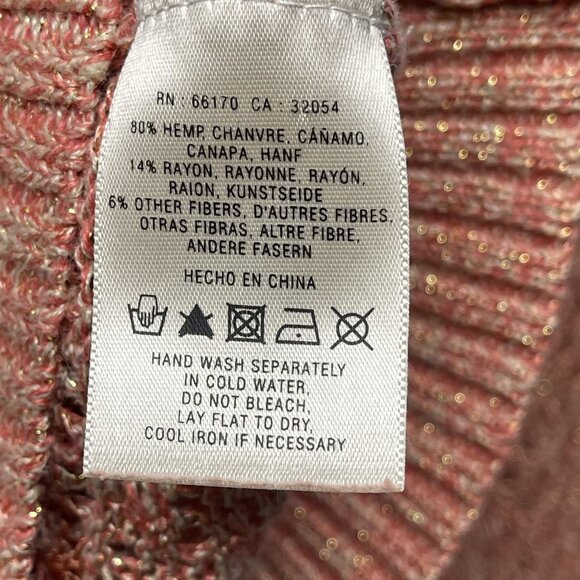 RN : 66170 CA : 32054
80% HEMP, CHANVRE, CÁÑAMO,
CANAPA, HANF
14% RAYON, RAYONNE, RAYÓN,
RAION, KUNSTSEIDE
6% OTHER FIBERS, D'AUTRES FIBRES,
OTRAS FIBRAS, ALTRE FIBRE,
ANDERE FASERN
HECHO EN CHINA
HAND WASH SEPARATELY
IN COLD WATER,
DO NOT BLEACH,
LAY FLAT TO DRY,
COOL IRON IF NECESSARY